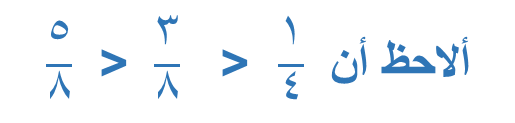 ألاحظ أن ١/٤ < ٣/٨ < ٥/٨